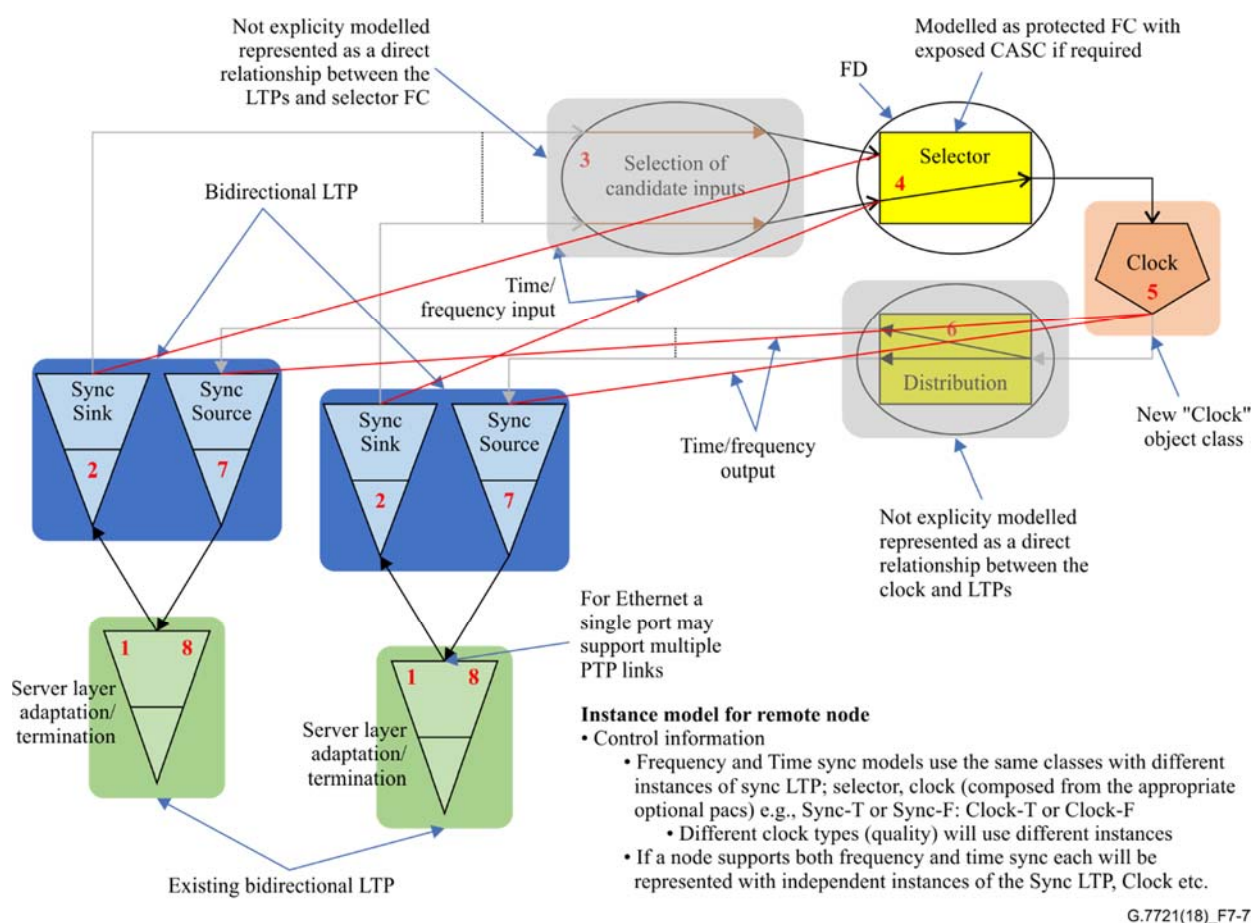 Not explicity modelled
represented as a direct
relationship between the
LTPs and selector FC
Modelled as protected FC with
exposed CASC if required
FD
3
Selection of
candidate inputs
Selector
4
Bidirectional LTP
Clock
5
Time/
frequency input
6
Distribution
Sync
Sink
2
Sync
Source
7
Sync
Sink
2
Sync
Source
7
New "Clock"
object class
Time/frequency
output
Not explicity modelled
represented as a direct
relationship between the
clock and LTPs
For Ethernet a
single port may
support multiple
PTP links
1 8
Server layer
adaptation/
termination
1 8
Server layer
adaptation/
termination
Existing bidirectional LTP
Instance model for remote node
• Control information
• Frequency and Time sync models use the same classes with different
instances of sync LTP; selector, clock (composed from the appropriate
optional pacs) e.g., Sync-T or Sync-F: Clock-T or Clock-F
• Different clock types (quality) will use different instances
• If a node supports both frequency and time sync each will be
represented with independent instances of the Sync LTP, Clock etc.
G.7721(18)_F7-7